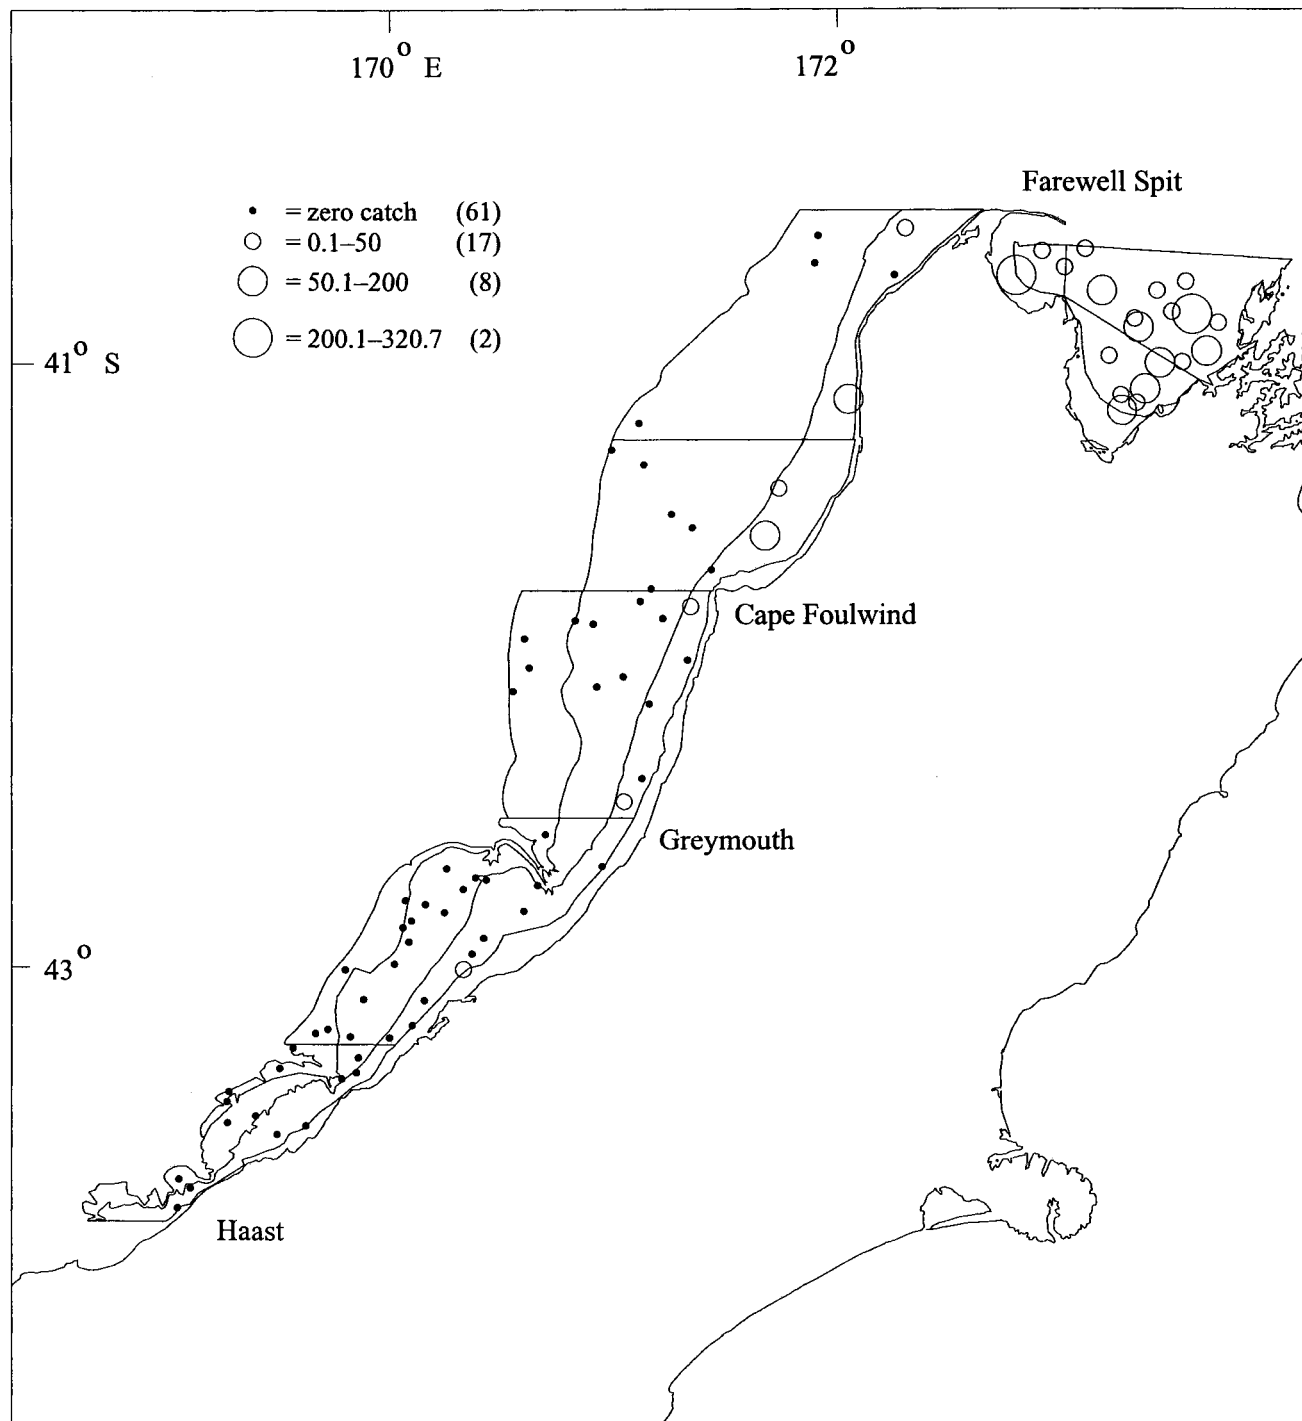 170° E
172°
Farewell Spit
= zero catch (61)
= 0.1–50 (17)
= 50.1–200 (8)
= 200.1–320.7 (2)
41° S
Cape Foulwind
Greymouth
43°
Haast